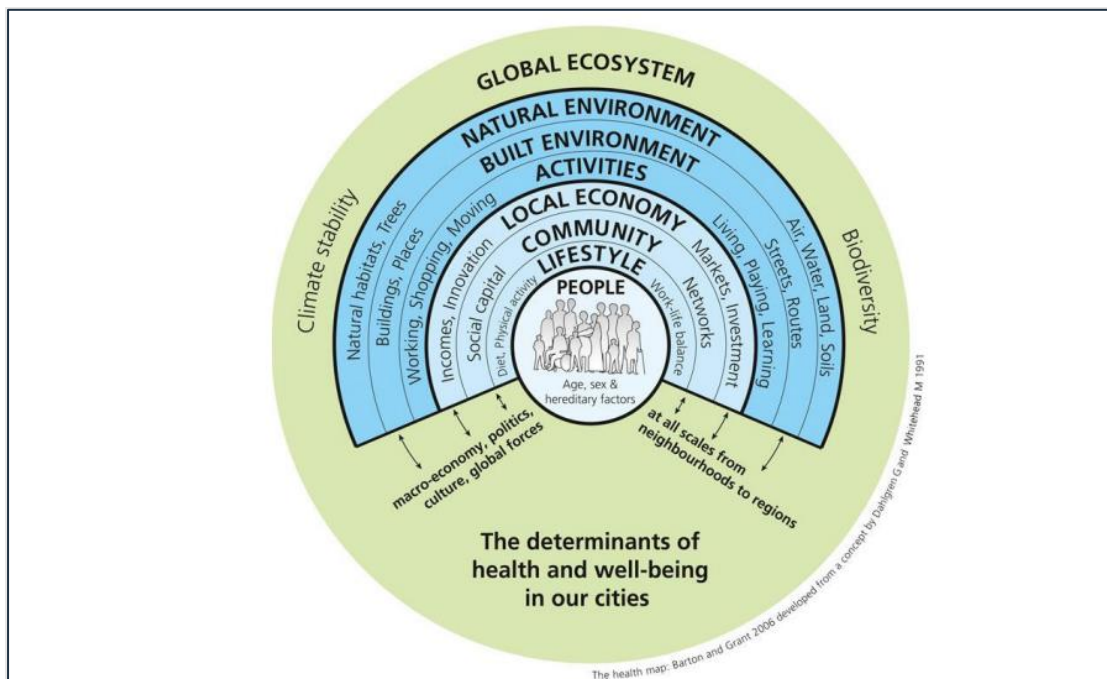 GLOBAL ECOSYSTEM
NATURAL ENVIRONMENT
BUILT ENVIRONMENT
ACTIVITIES
LOCAL ECONOMY
COMMUNITY
LIFESTYLE
PEOPLE
Age, sex &
hereditary factors
Climate stability
Natural habitats, Trees
Buildings, Places
Working, Shopping, Moving
Incomes, Innovation
Social capital
Diet, Physical activity
Work-life balance
Networks
Markets, Investment
Living, Playing, Learning
Streets, Routes
Air, Water, Land, Soils
Biodiversity
macro-economy, politics,
culture, global forces
at all scales from
neighbourhoods to regions
The determinants of
health and well-being
in our cities
The health map: Barton and Grant 2006 developed from a concept by Dahlgren G and Whitehead M 1991